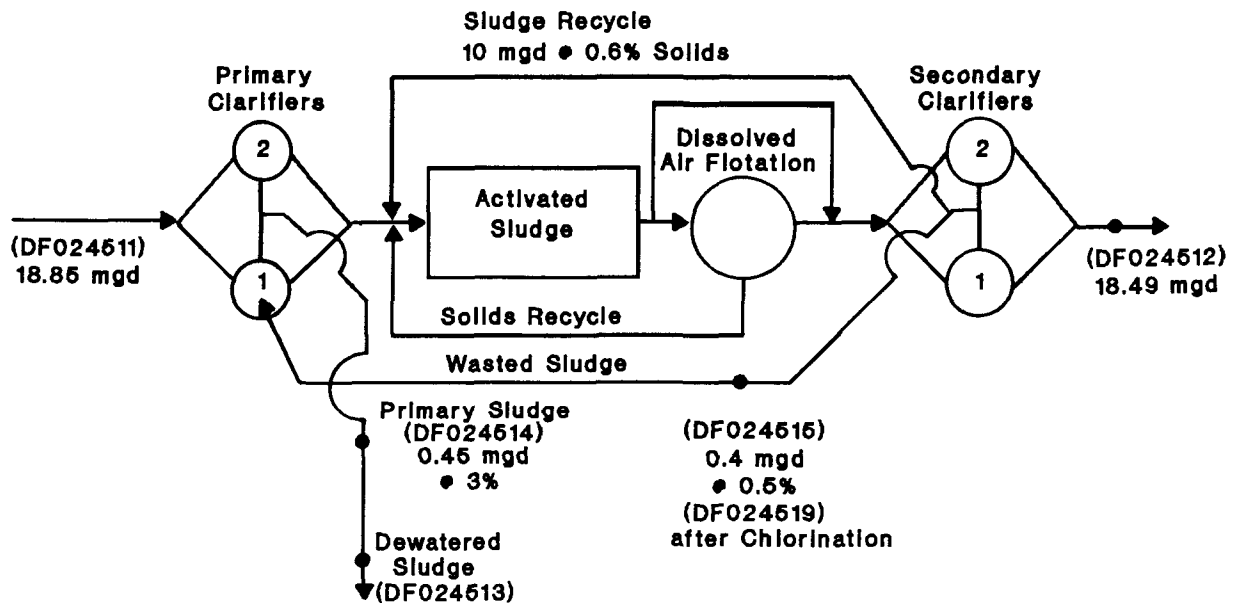 Sludge Recycle
10 mgd @ 0.6% Solids
Primary
Clarifiers
Secondary
Clarifiers
2
2
Dissolved
Air Flotation
Activated
Sludge
(DF024511)
18.85 mgd
1
1
(DF024512)
18.49 mgd
Solids Recycle
Wasted Sludge
Primary Sludge
(DF024514)
0.45 mgd
@ 3%
(DF024515)
0.4 mgd
@ 0.5%
(DF024519)
after Chlorination
Dewatered
Sludge
(DF024513)